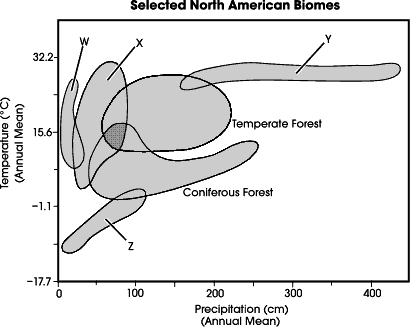 Selected North American Biomes
W
X
Y
32.2
Temperature (°C)
(Annual Mean)
15.6
Temperate Forest
Coniferous Forest
−1.1
Z
−17.7
0
100
200
300
400
Precipitation (cm)
(Annual Mean)